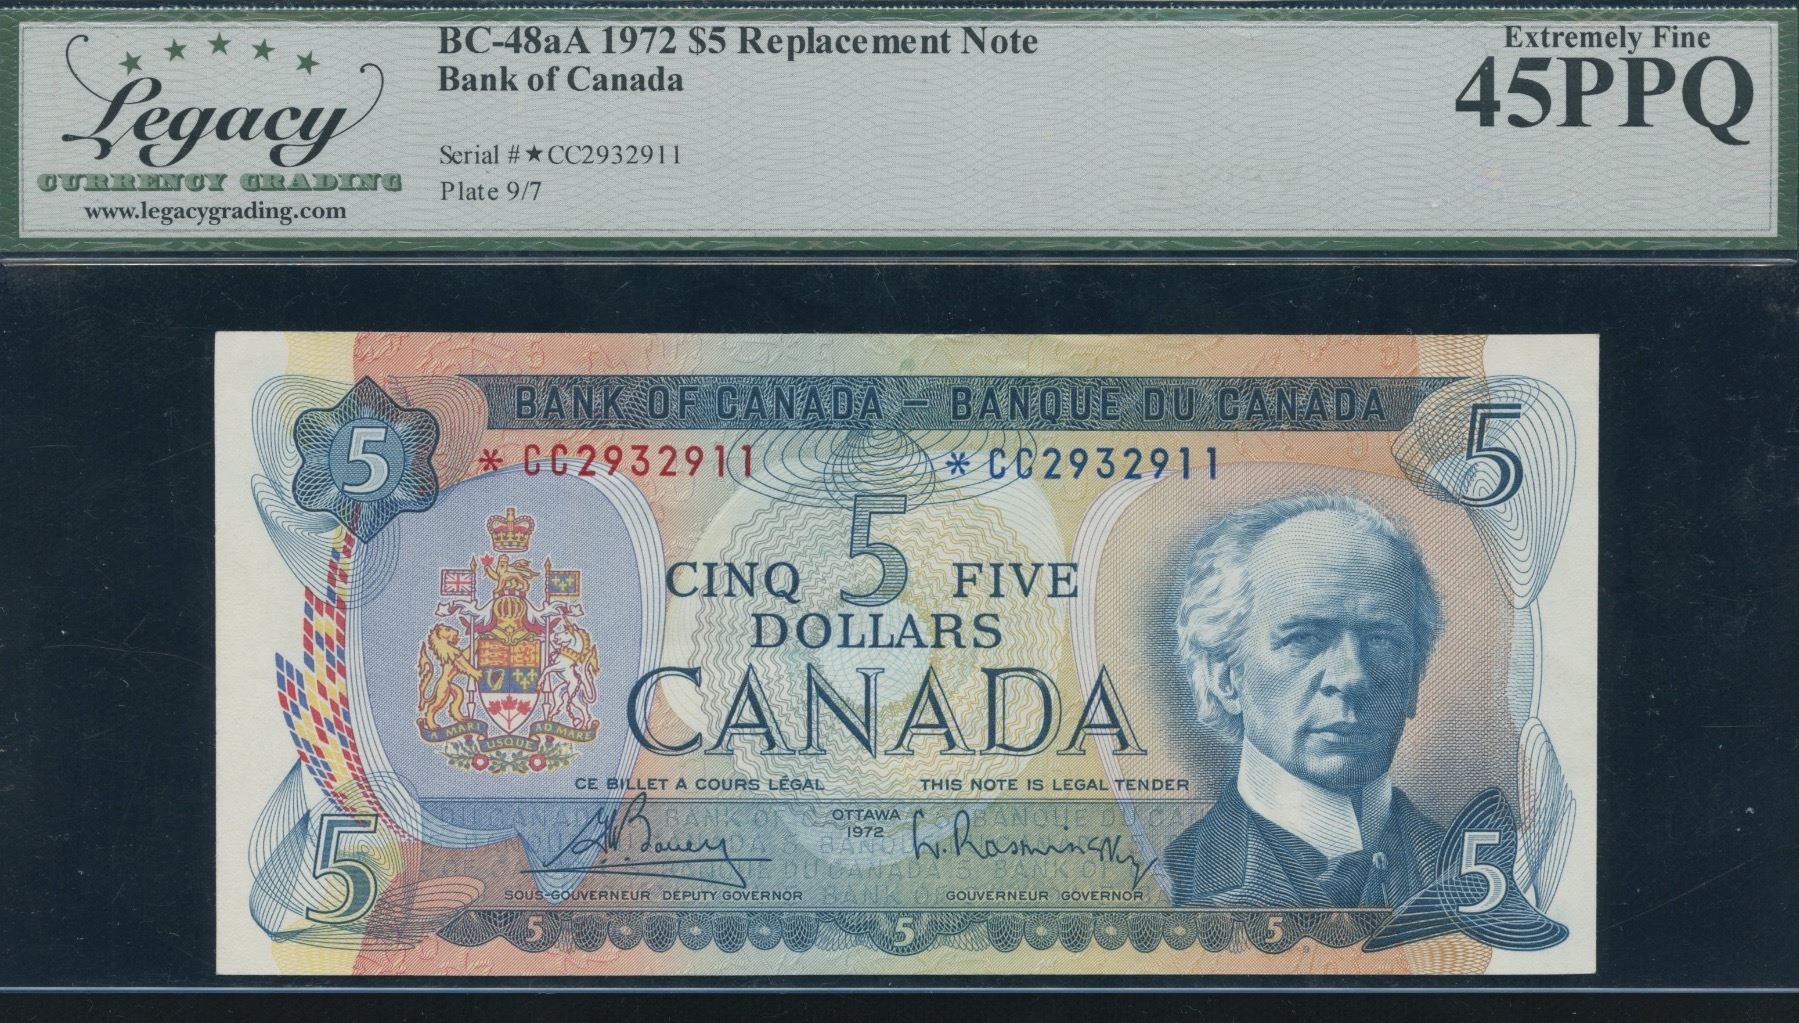 BC-48aA 1972 $5 Replacement Note
Bank of Canada
Extremely Fine
45PPQ
Legacy
CURRENCY GRADING
www.legacygrading.com
Serial #★CC2932911
Plate 9/7
BANK OF CANADA – BANQUE DU CANADA
5
5
*CC2932911 *CC2932911
5
CINQ FIVE
DOLLARS
CANADA
A MARI USQUE AD MARE
CE BILLET A COURS LÉGAL THIS NOTE IS LEGAL TENDER
OTTAWA
1972
SOUS-GOUVERNEUR DEPUTY GOVERNOR GOUVERNEUR GOVERNOR
5
5
5 5 5
9